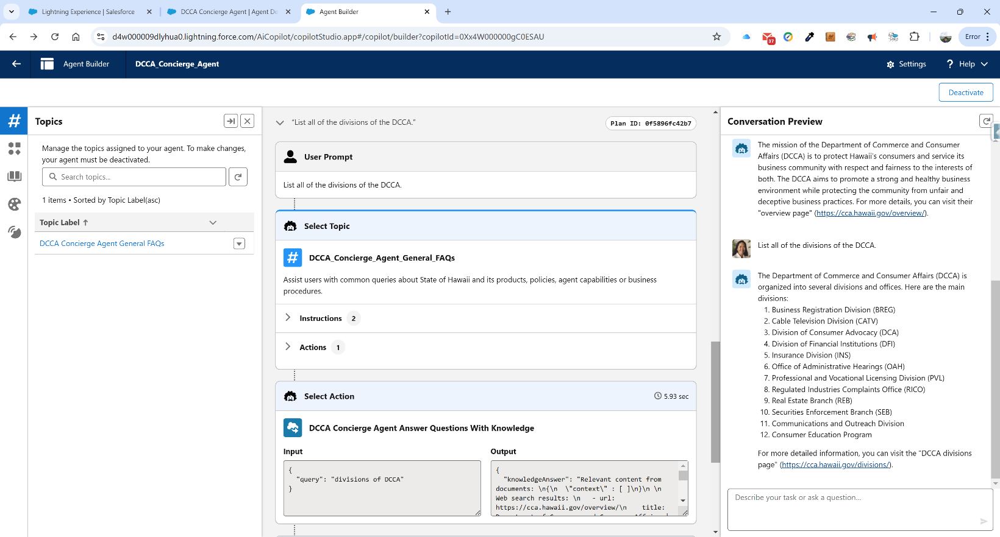 Lightning Experience | Salesforce
DCCA Concierge Agent | Agent De
Agent Builder
d4w000009dlyhua0.lightning.force.com/AiCopilot/copilotStudio.app#/copilot/builder?copilotId=0Xx4W000000gC0ESAU
37
Error
Agent Builder
DCCA_Concierge_Agent
Settings
? Help
Deactivate
#
Topics
Manage the topics assigned to your agent. To make changes,
your agent must be deactivated.
Search topics...
1 items • Sorted by Topic Label(asc)
Topic Label ↑
DCCA Concierge Agent General FAQs
"List all of the divisions of the DCCA."
Plan ID: 0f5896fc42b7
User Prompt
List all of the divisions of the DCCA.
Select Topic
# DCCA_Concierge_Agent_General_FAQs
Assist users with common queries about State of Hawaii and its products, policies, agent capabilities or business
procedures.
Instructions 2
Actions 1
Select Action
5.93 sec
DCCA Concierge Agent Answer Questions With Knowledge
Input
{
"query": "divisions of DCCA"
}
Output
{
"knowledgeAnswer": "Relevant content from
documents: \n{\n  \"context\" : [ ]\n}\n \n
Web search results: \n   - url:
https://cca.hawaii.gov/overview/\n    title:
Conversation Preview
The mission of the Department of Commerce and Consumer
Affairs (DCCA) is to protect Hawaii's consumers and service its
business community with respect and fairness to the interests of
both. The DCCA aims to promote a strong and healthy business
environment while protecting the community from unfair and
deceptive business practices. For more details, you can visit their
"overview page" (https://cca.hawaii.gov/overview/).
List all of the divisions of the DCCA.
The Department of Commerce and Consumer Affairs (DCCA) is
organized into several divisions and offices. Here are the main
divisions:
1. Business Registration Division (BREG)
2. Cable Television Division (CATV)
3. Division of Consumer Advocacy (DCA)
4. Division of Financial Institutions (DFI)
5. Insurance Division (INS)
6. Office of Administrative Hearings (OAH)
7. Professional and Vocational Licensing Division (PVL)
8. Regulated Industries Complaints Office (RICO)
9. Real Estate Branch (REB)
10. Securities Enforcement Branch (SEB)
11. Communications and Outreach Division
12. Consumer Education Program
For more detailed information, you can visit the "DCCA divisions
page" (https://cca.hawaii.gov/divisions/).
Describe your task or ask a question...